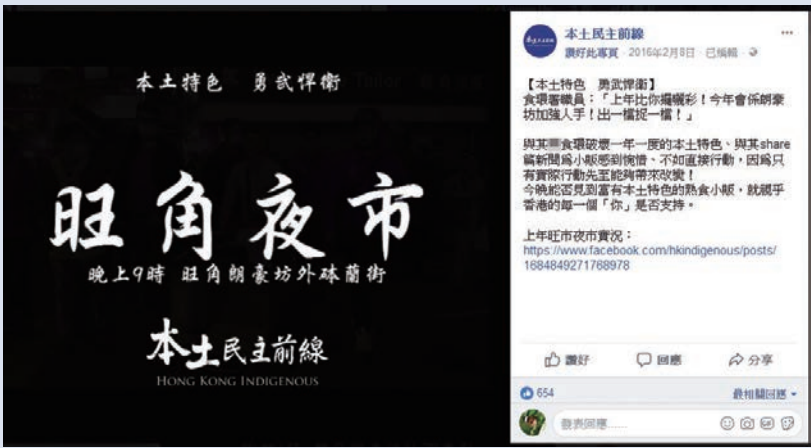 本土特色 勇武悍衛
旺角夜市
晚上9時 旺角朗豪坊外砵蘭街
本土民主前線
HONG KONG INDIGENOUS
本土民主前線
讚好此專頁 · 2016年2月8日 · 已編輯 ·
【本土特色 勇武悍衛】
食環署職員:「上年比你擺曬彩!今年會係朗豪
坊加強人手!出一檔捉一檔!」
與其 食環破壞一年一度的本土特色、與其share
篇新聞為小販感到惋惜、不如直接行動,因為只
有實際行動先至能夠帶來改變!
今晚能否見到富有本土特色的熟食小販,就視乎
香港的每一個「你」是否支持。
上年旺市夜市實況:
https://www.facebook.com/hkindigenous/posts/
1684849271768978
讚好 回應 分享
654 最相關回應
發表回應......